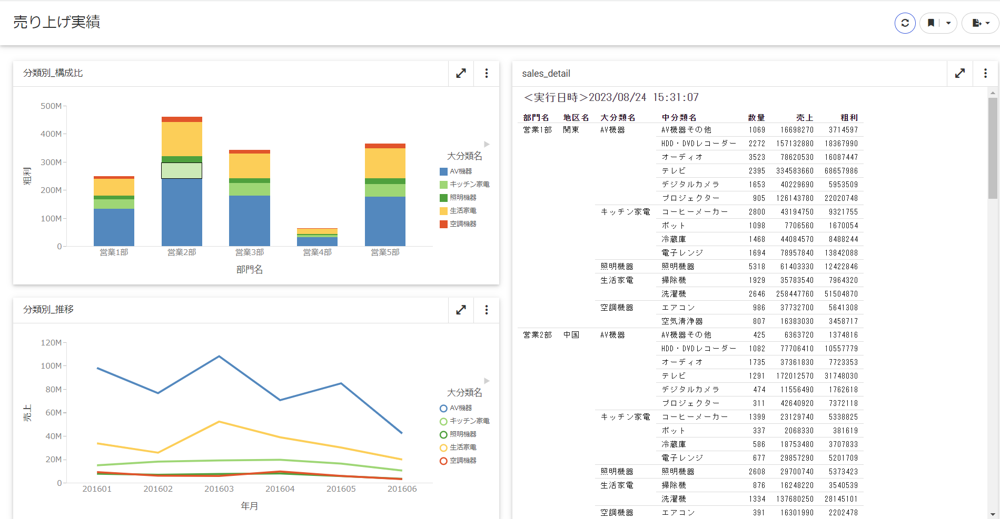 売り上げ実績
分類別_構成比
500M
400M
300M
200M
100M
0
粗利
営業1部 営業2部 営業3部 営業4部 営業5部
部門名
大分類名
AV機器
キッチン家電
照明機器
生活家電
空調機器
分類別_推移
120M
100M
80M
60M
40M
20M
0
売上
201601 201602 201603 201604 201605 201606
年月
大分類名
AV機器
キッチン家電
照明機器
生活家電
空調機器
sales_detail
＜実行日時＞2023/08/24 15:31:07
部門名 地区名 大分類名 中分類名 数量 売上 粗利
営業1部 関東 AV機器 AV機器その他 1069 16698270 3714597
HDD・DVDレコーダー 2272 157132880 18367990
オーディオ 3523 78620530 16087447
テレビ 2395 334583660 68657986
デジタルカメラ 1653 40229690 5953509
プロジェクター 905 126143780 22020748
キッチン家電 コーヒーメーカー 2800 43194750 9321755
ポット 1098 7706560 1670054
冷蔵庫 1468 44084570 8488244
電子レンジ 1694 78957840 13842088
照明機器 照明機器 5318 61403330 12422846
生活家電 掃除機 1929 35783540 7964320
洗濯機 2646 258447760 51504870
空調機器 エアコン 986 37732700 5641308
空気清浄器 807 16383030 3458717
営業2部 中国 AV機器 AV機器その他 425 6363720 1374816
HDD・DVDレコーダー 1082 77706410 10557779
オーディオ 1735 37361830 7723353
テレビ 1291 172012570 31748030
デジタルカメラ 474 11556490 1762618
プロジェクター 311 42640920 7372118
キッチン家電 コーヒーメーカー 1399 23129740 5338825
ポット 337 2068330 381619
冷蔵庫 586 18753480 3707833
電子レンジ 677 29857290 5201709
照明機器 照明機器 2608 29700740 5373423
生活家電 掃除機 876 16248220 3540539
洗濯機 1334 137680250 28145101
空調機器 エアコン 391 16301990 2202478